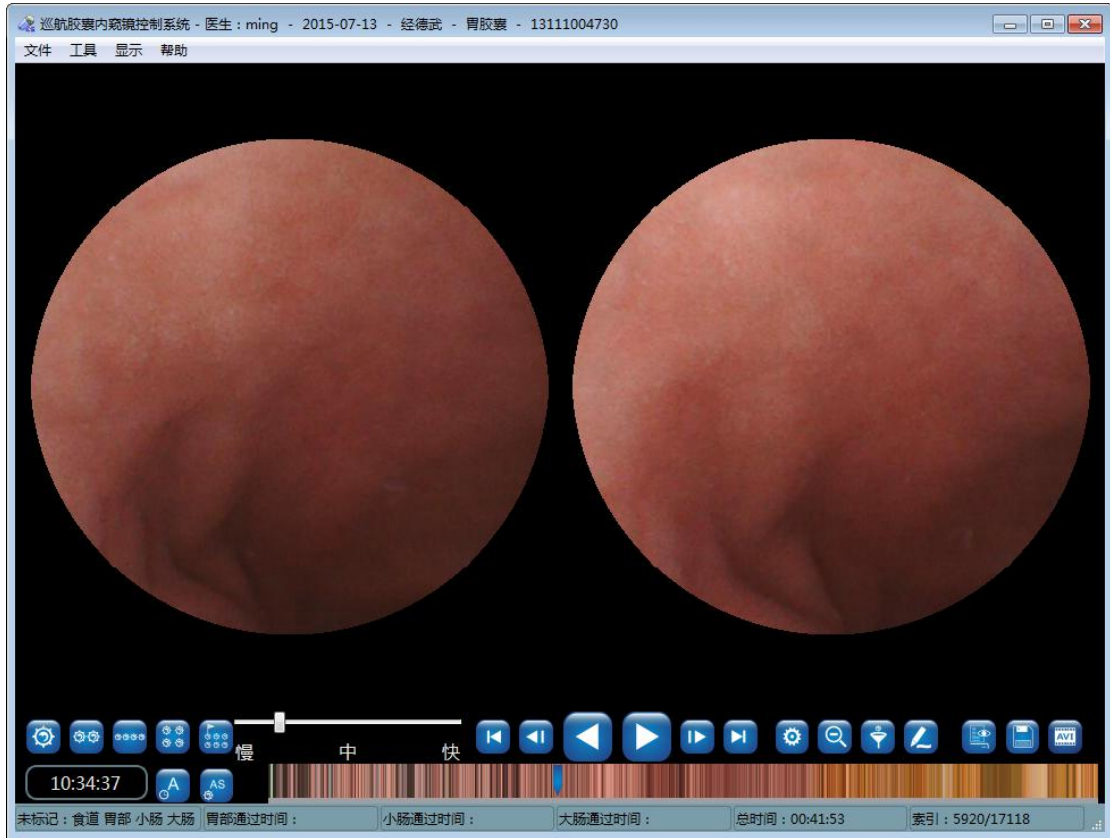 巡航胶囊内窥镜控制系统 - 医生：ming - 2015-07-13 - 经德武 - 胃胶囊 - 13111004730
文件 工具 显示 帮助
慢 中 快
AVI
10:34:37 A AS
未标记：食道 胃部 小肠 大肠 胃部通过时间： 小肠通过时间： 大肠通过时间： 总时间：00:41:53 索引：5920/17118